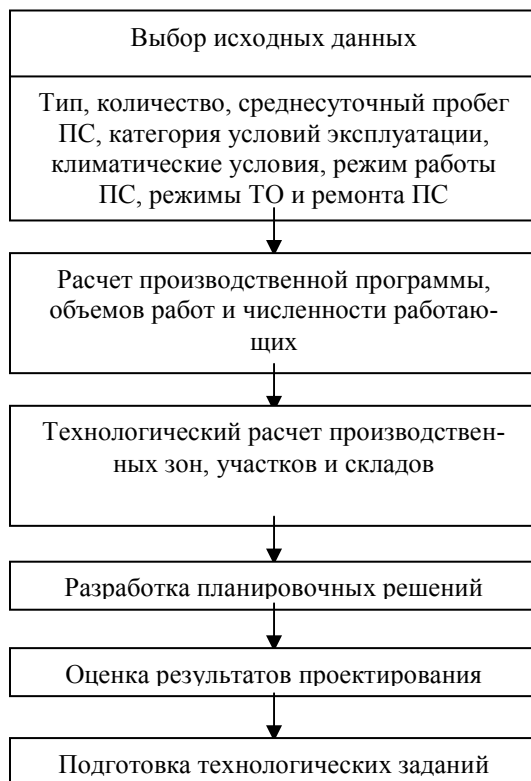 Выбор исходных данных
Тип, количество, среднесуточный пробег
ПС, категория условий эксплуатации,
климатические условия, режим работы
ПС, режимы ТО и ремонта ПС
Расчет производственной программы,
объемов работ и численности работаю-
щих
Технологический расчет производствен-
ных зон, участков и складов
Разработка планировочных решений
Оценка результатов проектирования
Подготовка технологических заданий